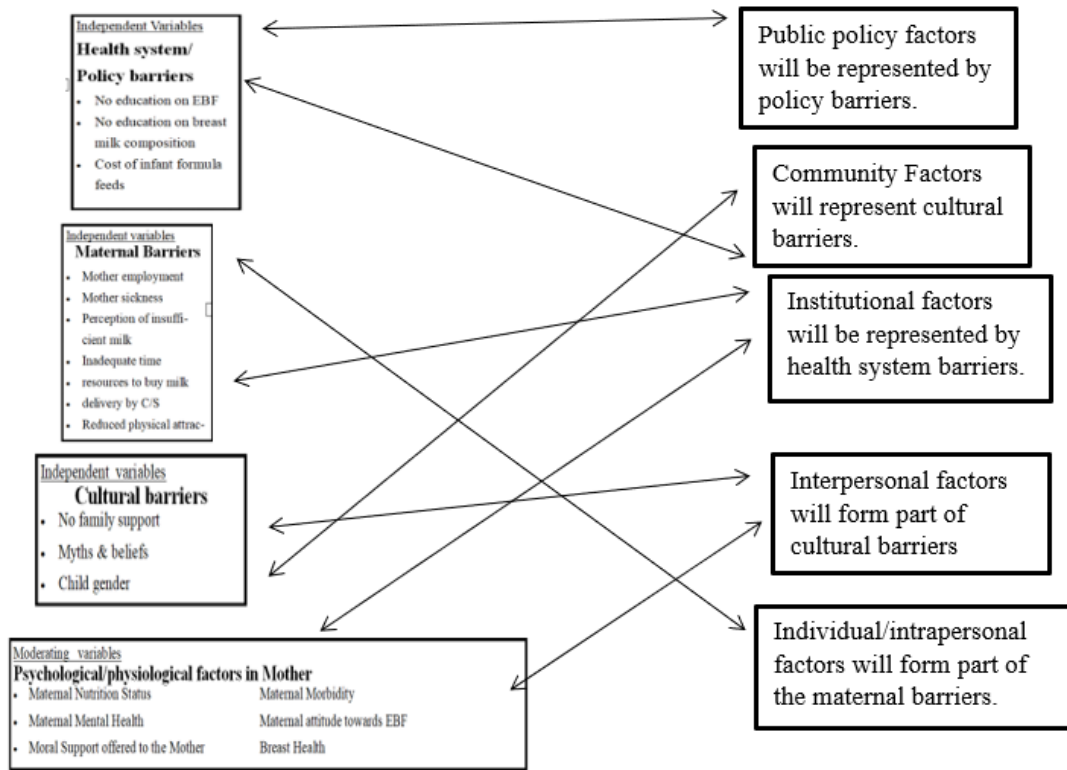 Independent Variables
Health system/
Policy barriers
• No education on EBF
• No education on breast
milk composition
• Cost of infant formula
feeds
Independent variables
Maternal Barriers
• Mother employment
• Mother sickness
• Perception of insuffi-
cient milk
• Inadequate time
• resources to buy milk
• delivery by C/S
• Reduced physical attrac-
Independent variables
Cultural barriers
• No family support
• Myths & beliefs
• Child gender
Moderating variables
Psychological/physiological factors in Mother
• Maternal Nutrition Status Maternal Morbidity
• Maternal Mental Health Maternal attitude towards EBF
• Moral Support offered to the Mother Breast Health
Public policy factors
will be represented by
policy barriers.
Community Factors
will represent cultural
barriers.
Institutional factors
will be represented by
health system barriers.
Interpersonal factors
will form part of
cultural barriers
Individual/intrapersonal
factors will form part of
the maternal barriers.